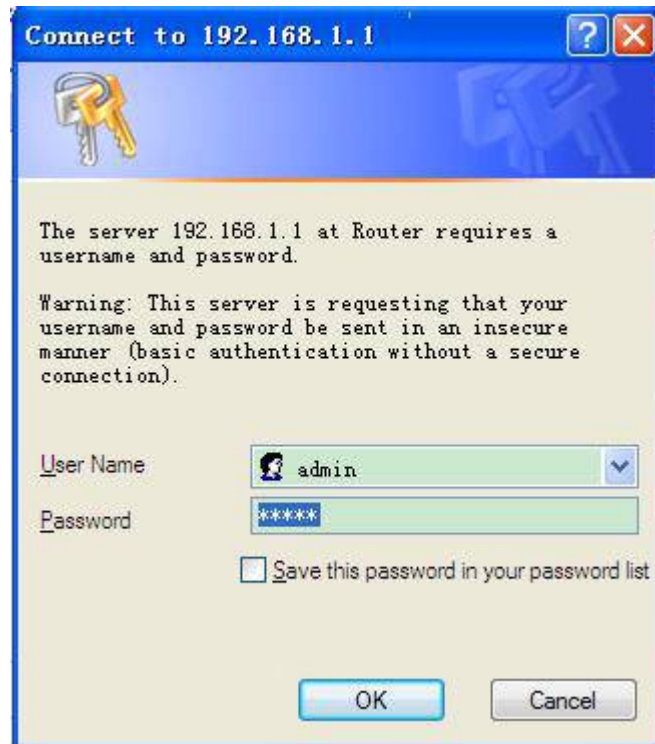 Connect to 192.168.1.1
The server 192.168.1.1 at Router requires a
username and password.
Warning: This server is requesting that your
username and password be sent in an insecure
manner (basic authentication without a secure
connection).
User Name
admin
Password
*****
Save this password in your password list
OK
Cancel